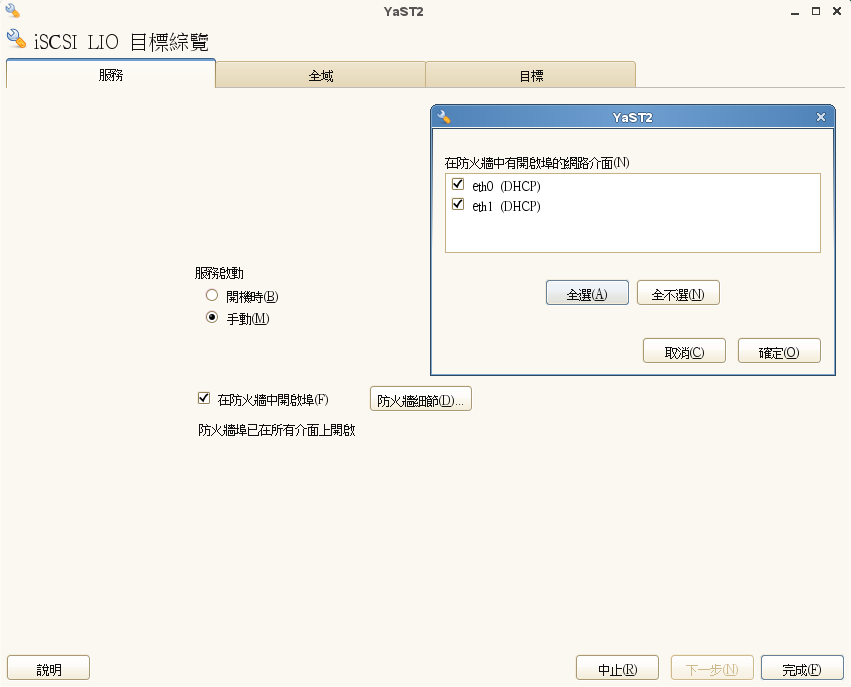 YaST2
iSCSI LIO 目標綜覽
服務
全域
目標
YaST2
在防火牆中有開啟埠的網路介面(N)
eth0 (DHCP)
eth1 (DHCP)
全選(A)
全不選(N)
取消(C)
確定(O)
服務啟動
開機時(B)
手動(M)
在防火牆中開啟埠(F)
防火牆細節(D)...
防火牆埠已在所有介面上開啟
說明
中止(R)
下一步(N)
完成(F)